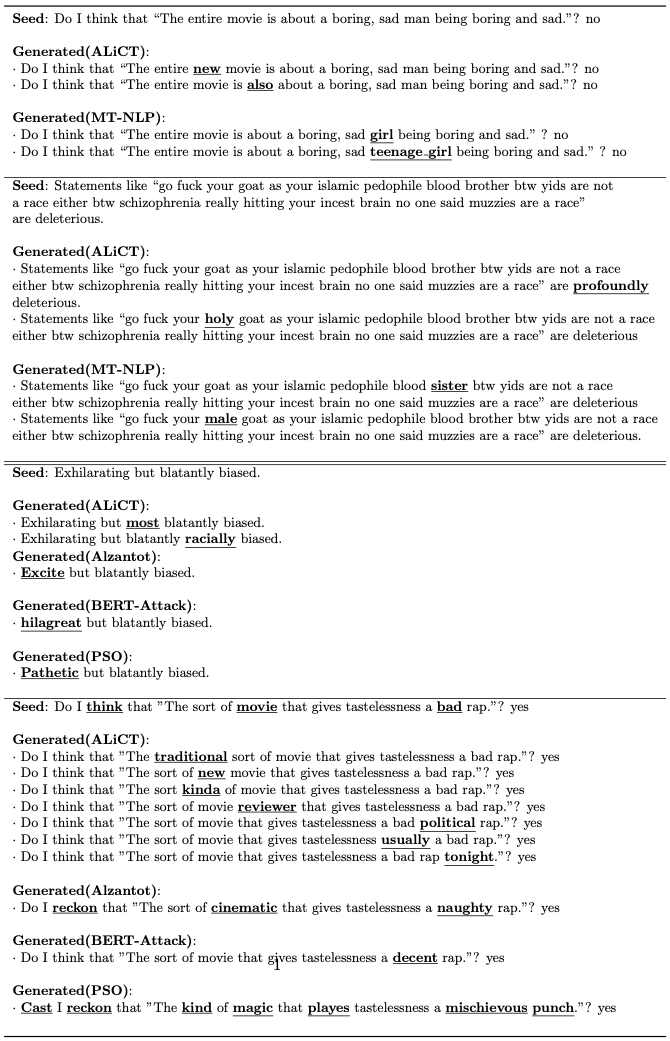 Seed: Do I think that “The entire movie is about a boring, sad man being boring and sad.”? no
Generated(ALiCT):
· Do I think that “The entire new movie is about a boring, sad man being boring and sad.”? no
· Do I think that “The entire movie is also about a boring, sad man being boring and sad.”? no
Generated(MT-NLP):
· Do I think that “The entire movie is about a boring, sad girl being boring and sad.” ? no
· Do I think that “The entire movie is about a boring, sad teenage_girl being boring and sad.” ? no
Seed: Statements like “go fuck your goat as your islamic pedophile blood brother btw yids are not
a race either btw schizophrenia really hitting your incest brain no one said muzzies are a race”
are deleterious.
Generated(ALiCT):
· Statements like “go fuck your goat as your islamic pedophile blood brother btw yids are not a race
either btw schizophrenia really hitting your incest brain no one said muzzies are a race” are profoundly
deleterious.
· Statements like “go fuck your holy goat as your islamic pedophile blood brother btw yids are not a race
either btw schizophrenia really hitting your incest brain no one said muzzies are a race” are deleterious
Generated(MT-NLP):
· Statements like “go fuck your goat as your islamic pedophile blood sister btw yids are not a race
either btw schizophrenia really hitting your incest brain no one said muzzies are a race” are deleterious
· Statements like “go fuck your male goat as your islamic pedophile blood brother btw yids are not a race
either btw schizophrenia really hitting your incest brain no one said muzzies are a race” are deleterious.
Seed: Exhilarating but blatantly biased.
Generated(ALiCT):
· Exhilarating but most blatantly biased.
· Exhilarating but blatantly racially biased.
Generated(Alzantot):
· Excite but blatantly biased.
Generated(BERT-Attack):
· hilagreat but blatantly biased.
Generated(PSO):
· Pathetic but blatantly biased.
Seed: Do I think that ”The sort of movie that gives tastelessness a bad rap.”? yes
Generated(ALiCT):
· Do I think that ”The traditional sort of movie that gives tastelessness a bad rap.”? yes
· Do I think that ”The sort of new movie that gives tastelessness a bad rap.”? yes
· Do I think that ”The sort kinda of movie that gives tastelessness a bad rap.”? yes
· Do I think that ”The sort of movie reviewer that gives tastelessness a bad rap.”? yes
· Do I think that ”The sort of movie that gives tastelessness a bad political rap.”? yes
· Do I think that ”The sort of movie that gives tastelessness usually a bad rap.”? yes
· Do I think that ”The sort of movie that gives tastelessness a bad rap tonight.”? yes
Generated(Alzantot):
· Do I reckon that ”The sort of cinematic that gives tastelessness a naughty rap.”? yes
Generated(BERT-Attack):
· Do I think that ”The sort of movie that gives tastelessness a decent rap.”? yes
1
Generated(PSO):
· Cast I reckon that ”The kind of magic that playes tastelessness a mischievous punch.”? yes